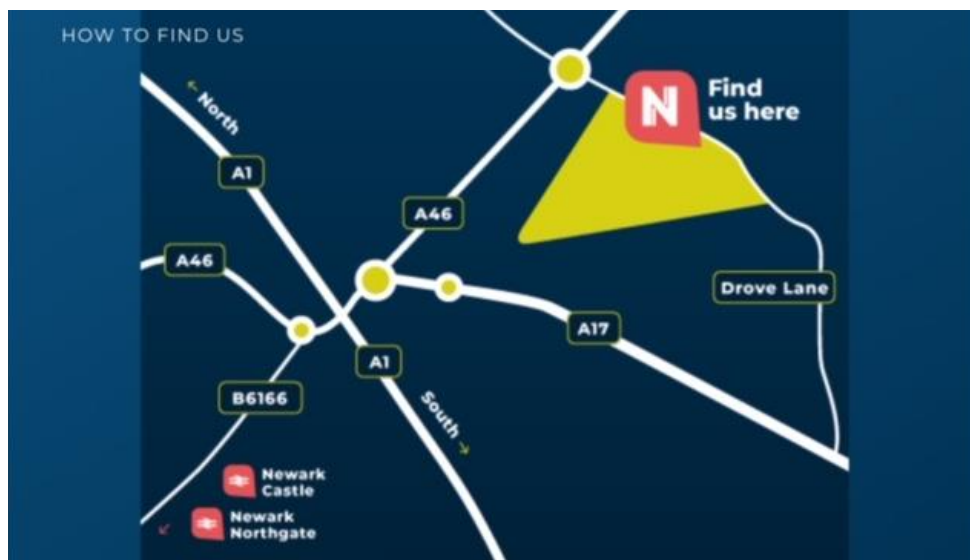 HOW TO FIND US
← North
N
Find
us here
A1
A46
A46
Drove Lane
A17
A1
B6166
South →
Newark
Castle
Newark
Northgate